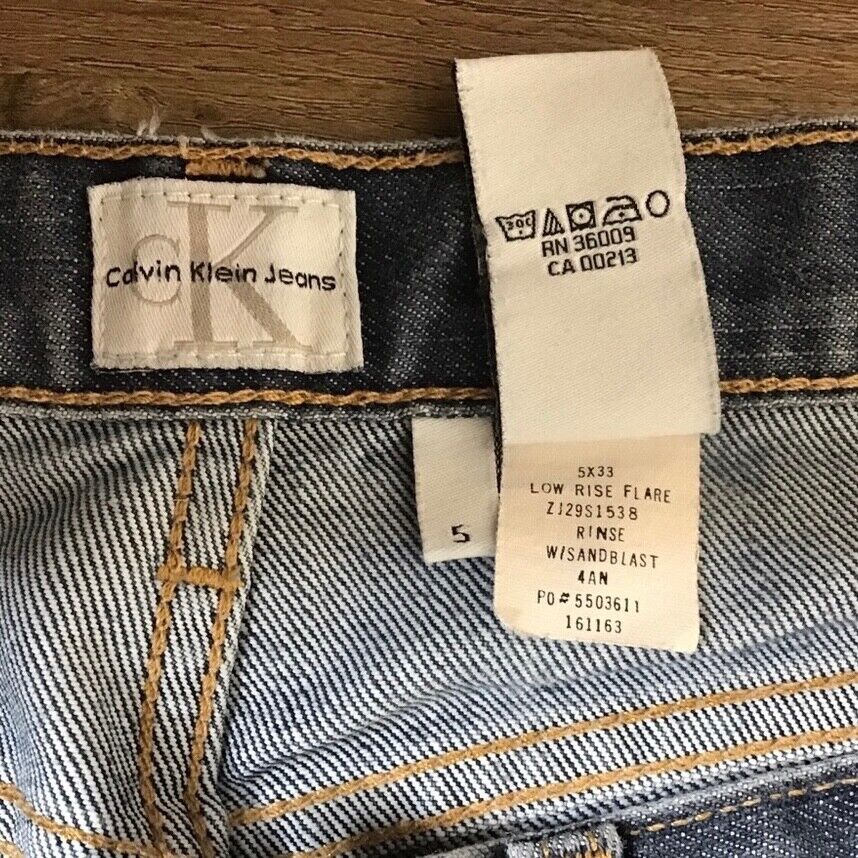 CK
Calvin Klein Jeans
30C
RN 36009
CA 00213
5
5X33
LOW RISE FLARE
ZJ29S1538
RINSE
W/SANDBLAST
4AN
PO# 5503611
161163